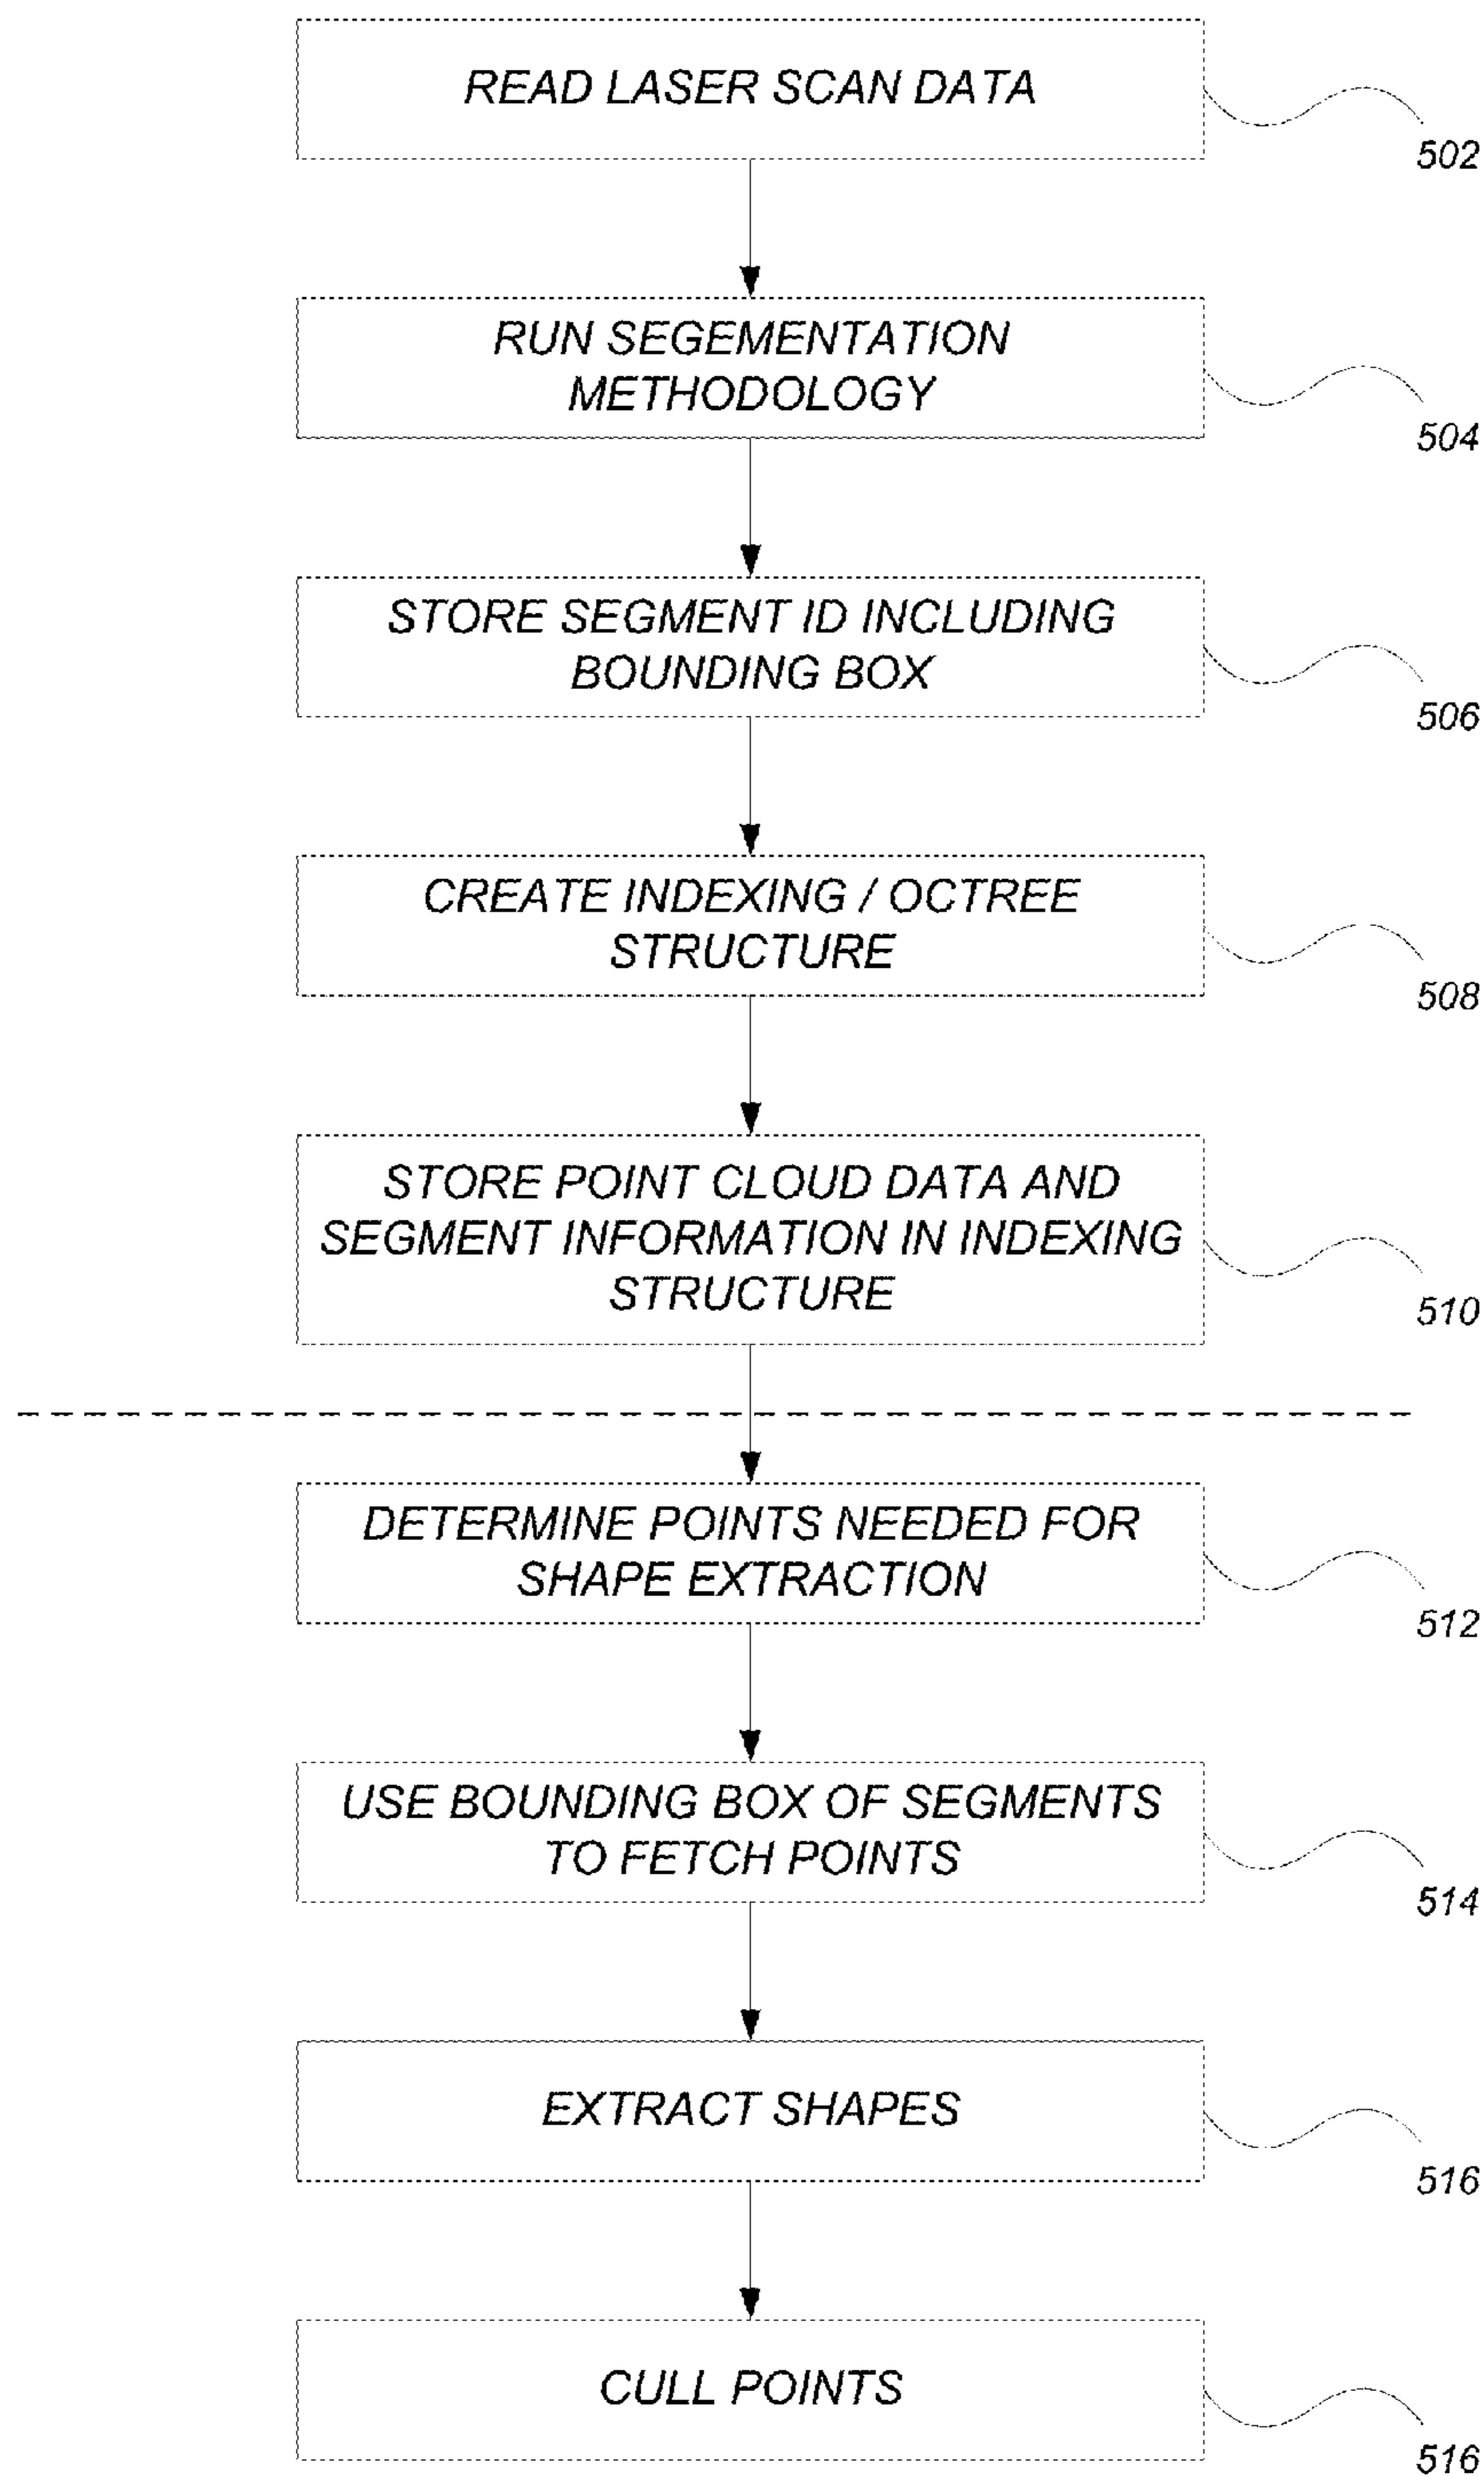 READ LASER SCAN DATA
502
RUN SEGEMENTATION
METHODOLOGY
504
STORE SEGMENT ID INCLUDING
BOUNDING BOX
506
CREATE INDEXING / OCTREE
STRUCTURE
508
STORE POINT CLOUD DATA AND
SEGMENT INFORMATION IN INDEXING
STRUCTURE
510
DETERMINE POINTS NEEDED FOR
SHAPE EXTRACTION
512
USE BOUNDING BOX OF SEGMENTS
TO FETCH POINTS
514
EXTRACT SHAPES
516
CULL POINTS
516